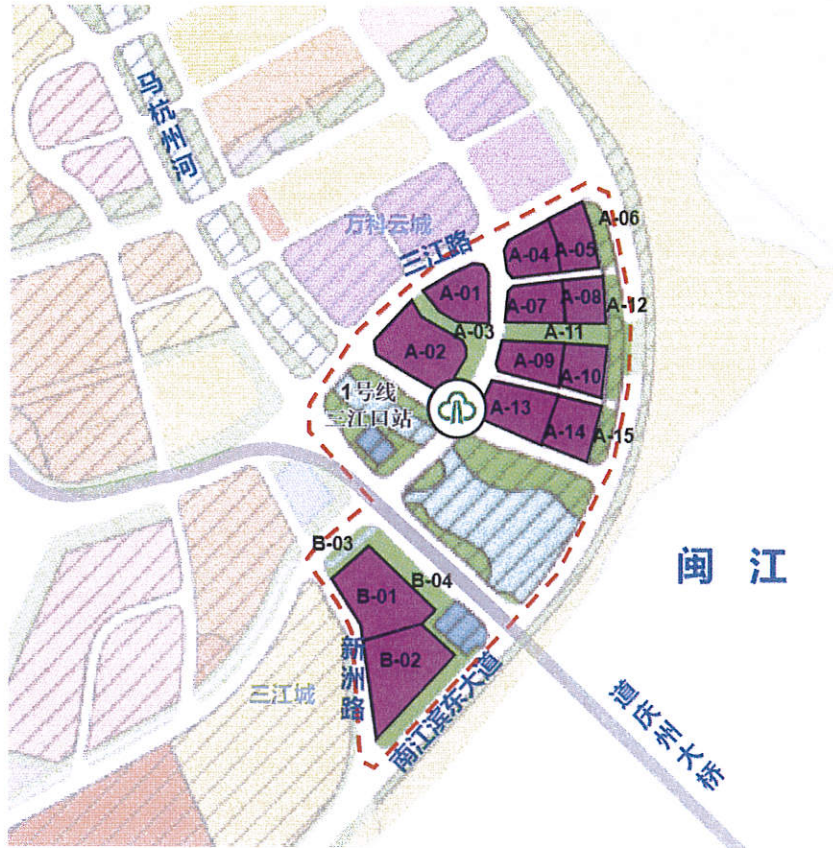 马杭州河
万科云城
三江路
A-06
A-04
A-05
A-01
A-07
A-08
A-12
A-03
A-11
A-02
A-09
A-10
1号线
三江口站
A-13
A-14
A-15
B-03
B-04
B-01
闽 江
B-02
新洲路
三江城
南江滨东大道
道庆州大桥